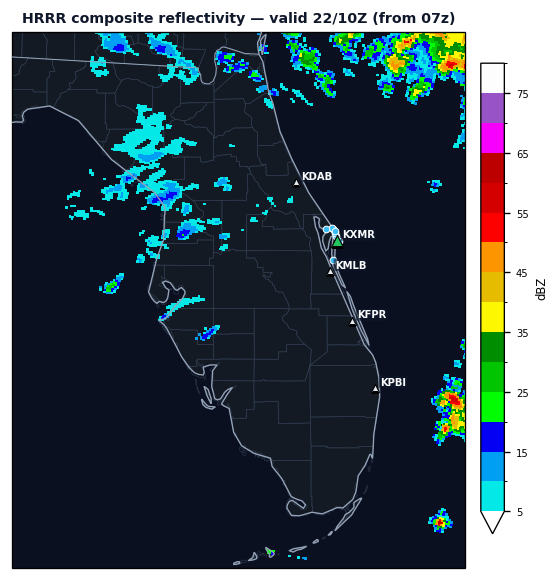 HRRR composite reflectivity — valid 22/10Z (from 07z)
KDAB
KXMR
KMLB
KFPR
KPBI
75
65
55
45
35
25
15
5
dBZ